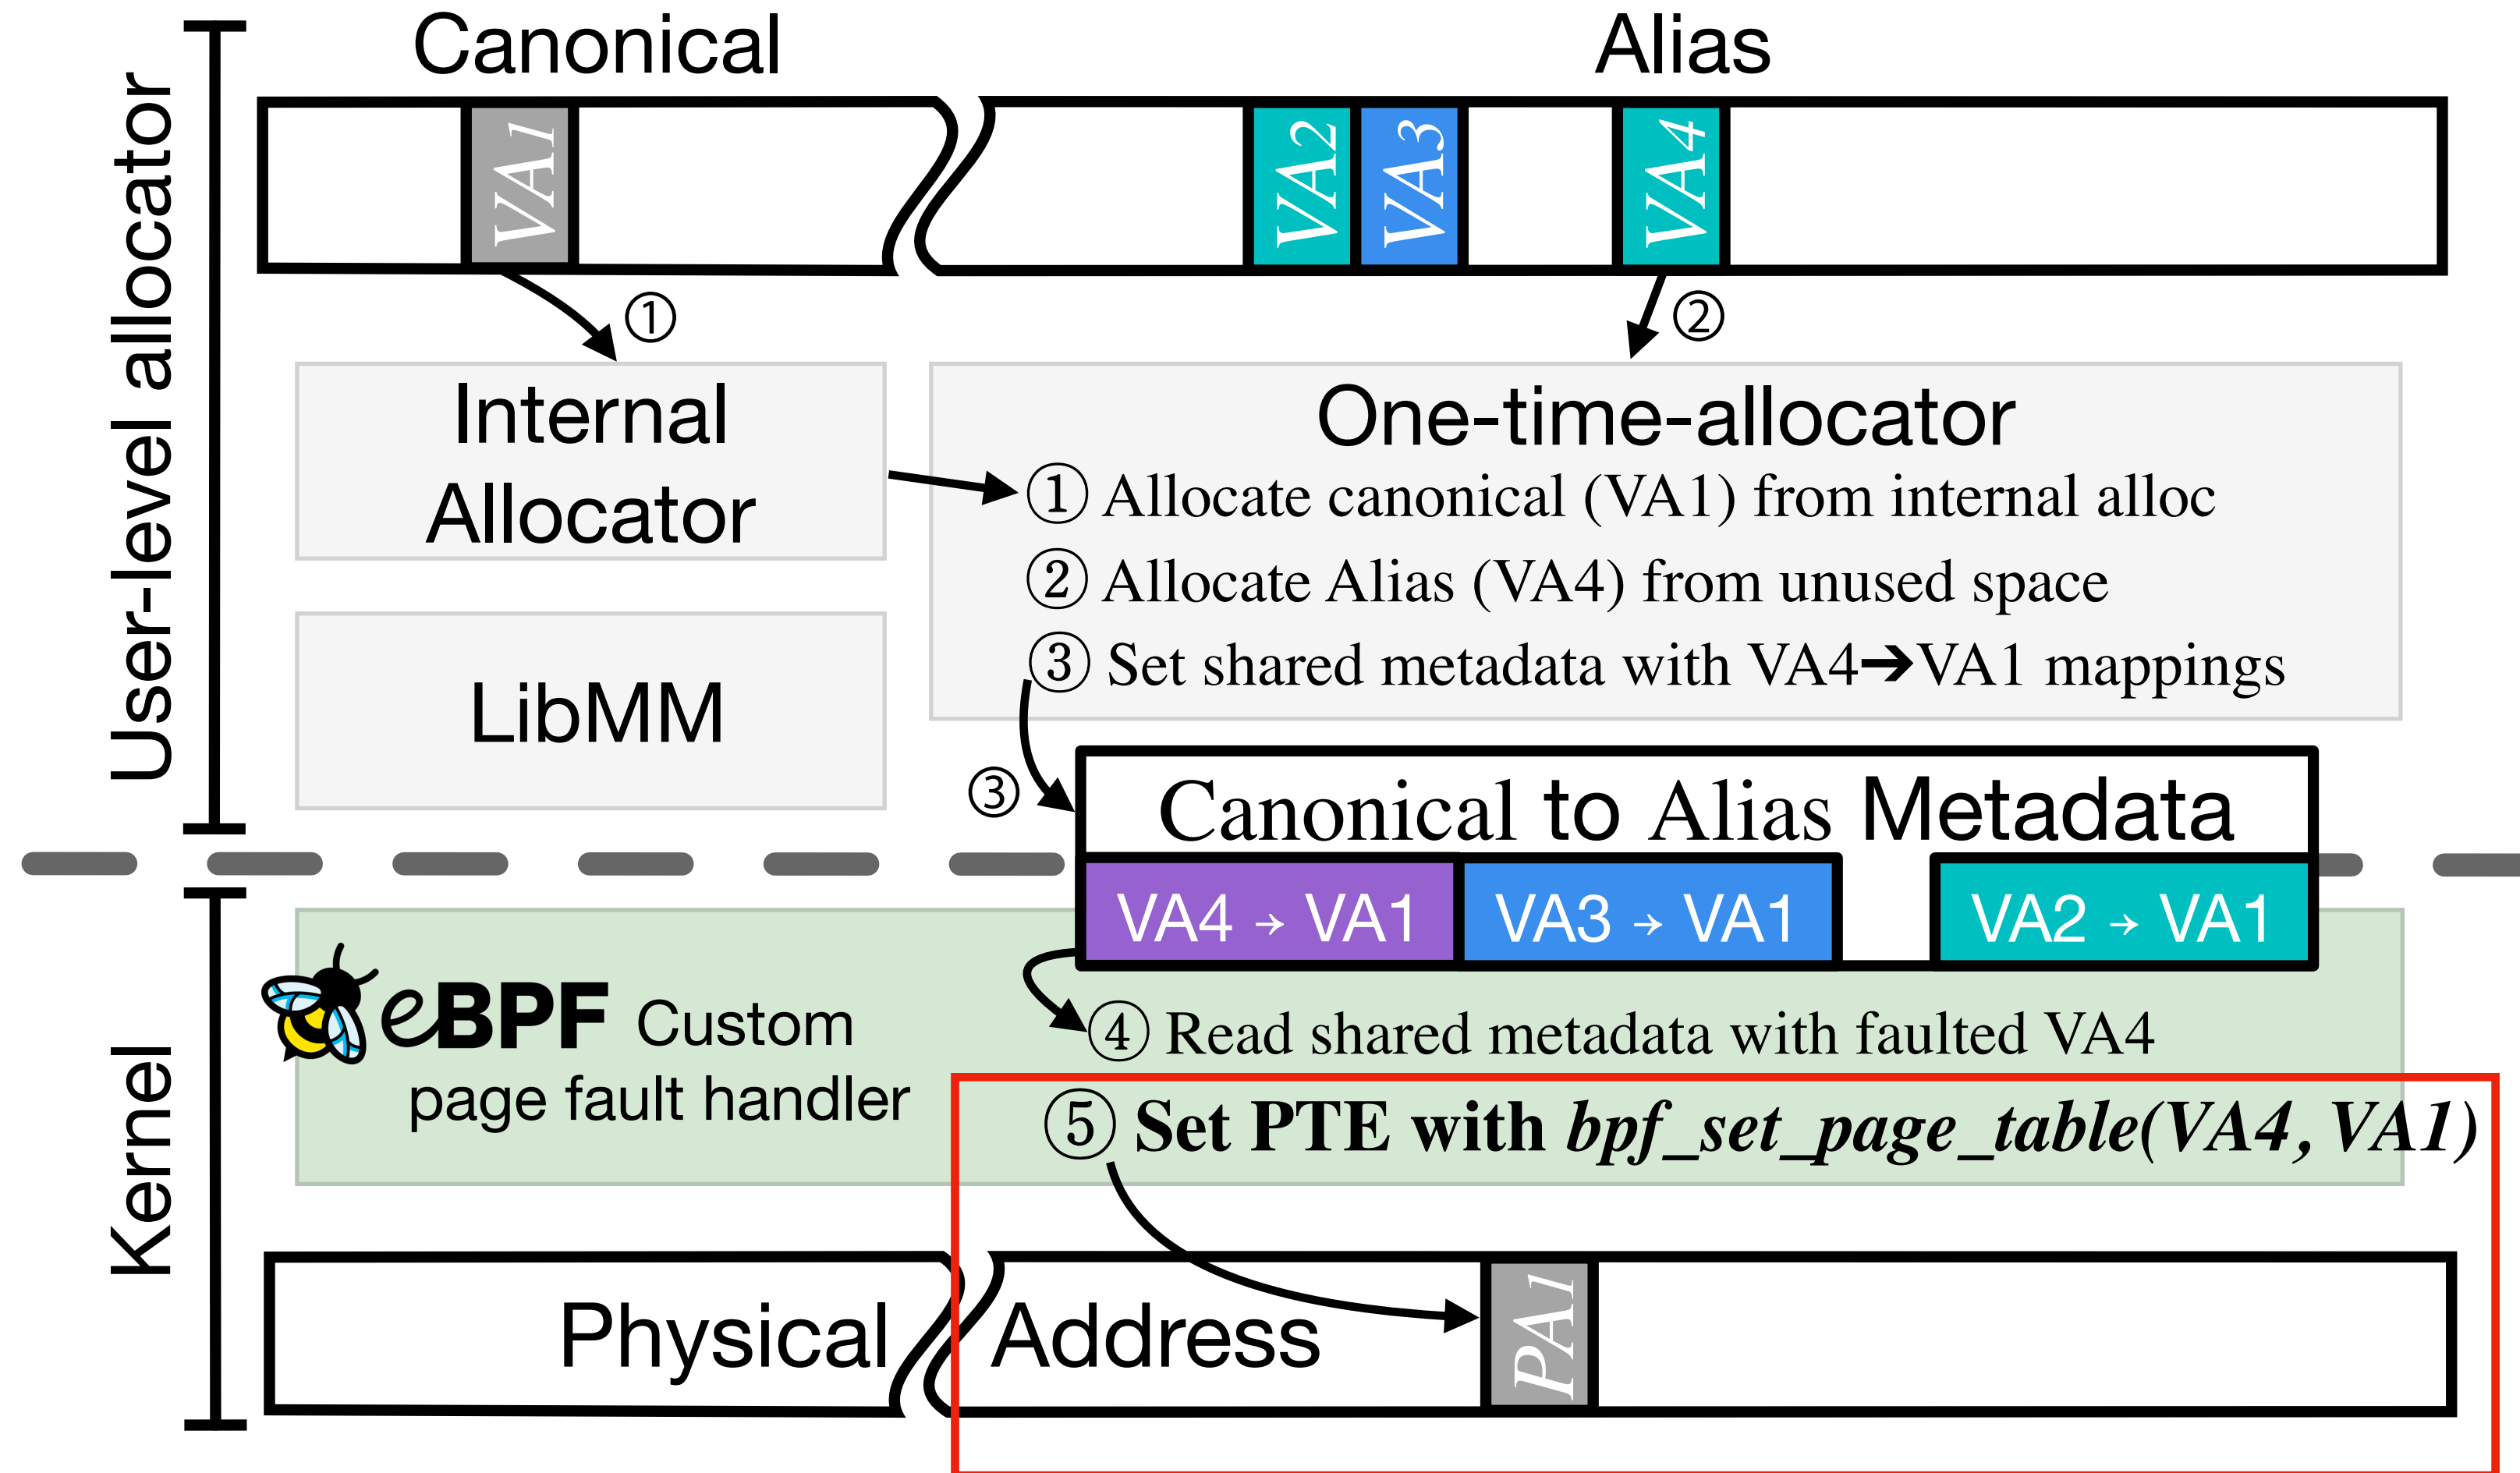 Canonical
Alias
User-level allocator
VA1
VA2
VA3
VA4
①
②
Internal
Allocator
One-time-allocator
① Allocate canonical (VA1) from internal alloc
② Allocate Alias (VA4) from unused space
③ Set shared metadata with VA4➔VA1 mappings
LibMM
③
Canonical to Alias Metadata
VA4 → VA1
VA3 → VA1
VA2 → VA1
Kernel
eBPF Custom
page fault handler
④ Read shared metadata with faulted VA4
⑤ Set PTE with bpf_set_page_table(VA4, VA1)
Physical Address
PA1